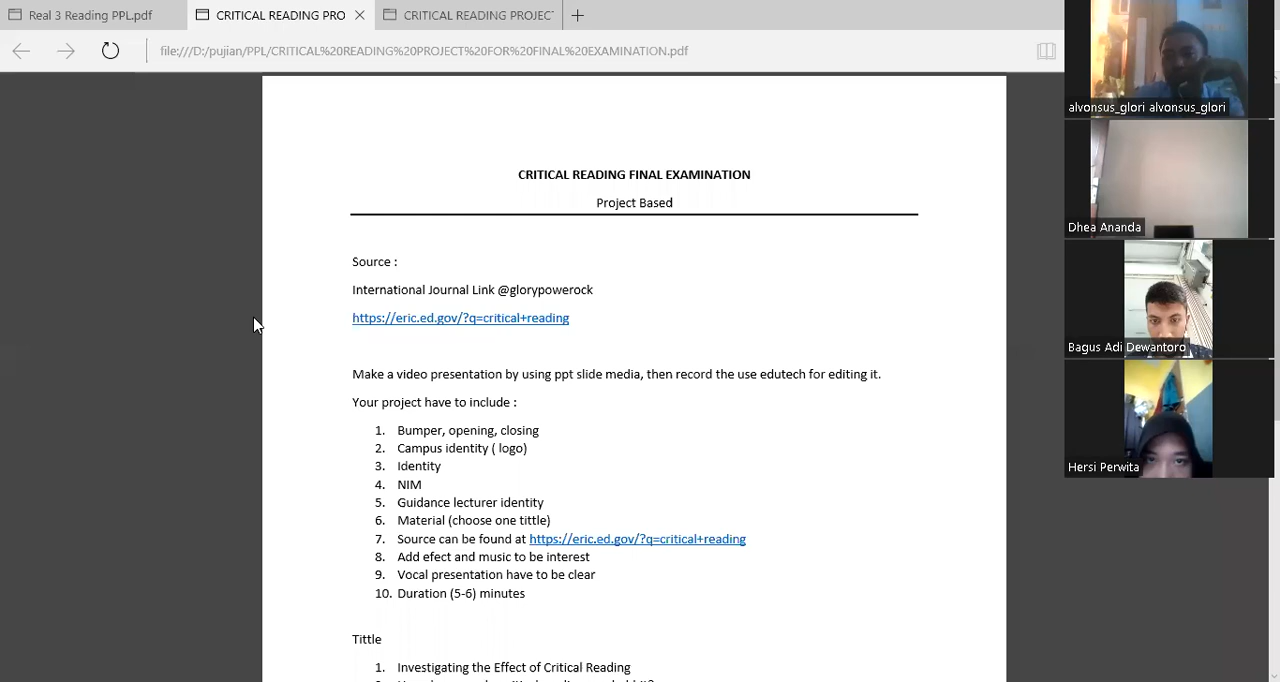 Real 3 Reading PPL.pdf
CRITICAL READING PRO
CRITICAL READING PROJECT
file:///D:/pujian/PPL/CRITICAL%20READING%20PROJECT%20FOR%20FINAL%20EXAMINATION.pdf
CRITICAL READING FINAL EXAMINATION
Project Based
Source :
International Journal Link @glorypowerock
https://eric.ed.gov/?q=critical+reading
Make a video presentation by using ppt slide media, then record the use edutech for editing it.
Your project have to include :
1. Bumper, opening, closing
2. Campus identity ( logo)
3. Identity
4. NIM
5. Guidance lecturer identity
6. Material (choose one tittle)
7. Source can be found at https://eric.ed.gov/?q=critical+reading
8. Add efect and music to be interest
9. Vocal presentation have to be clear
10. Duration (5-6) minutes
Tittle
1. Investigating the Effect of Critical Reading
alvonsus_glori alvonsus_glori
Dhea Ananda
Bagus Adi Dewantoro
Hersi Perwita